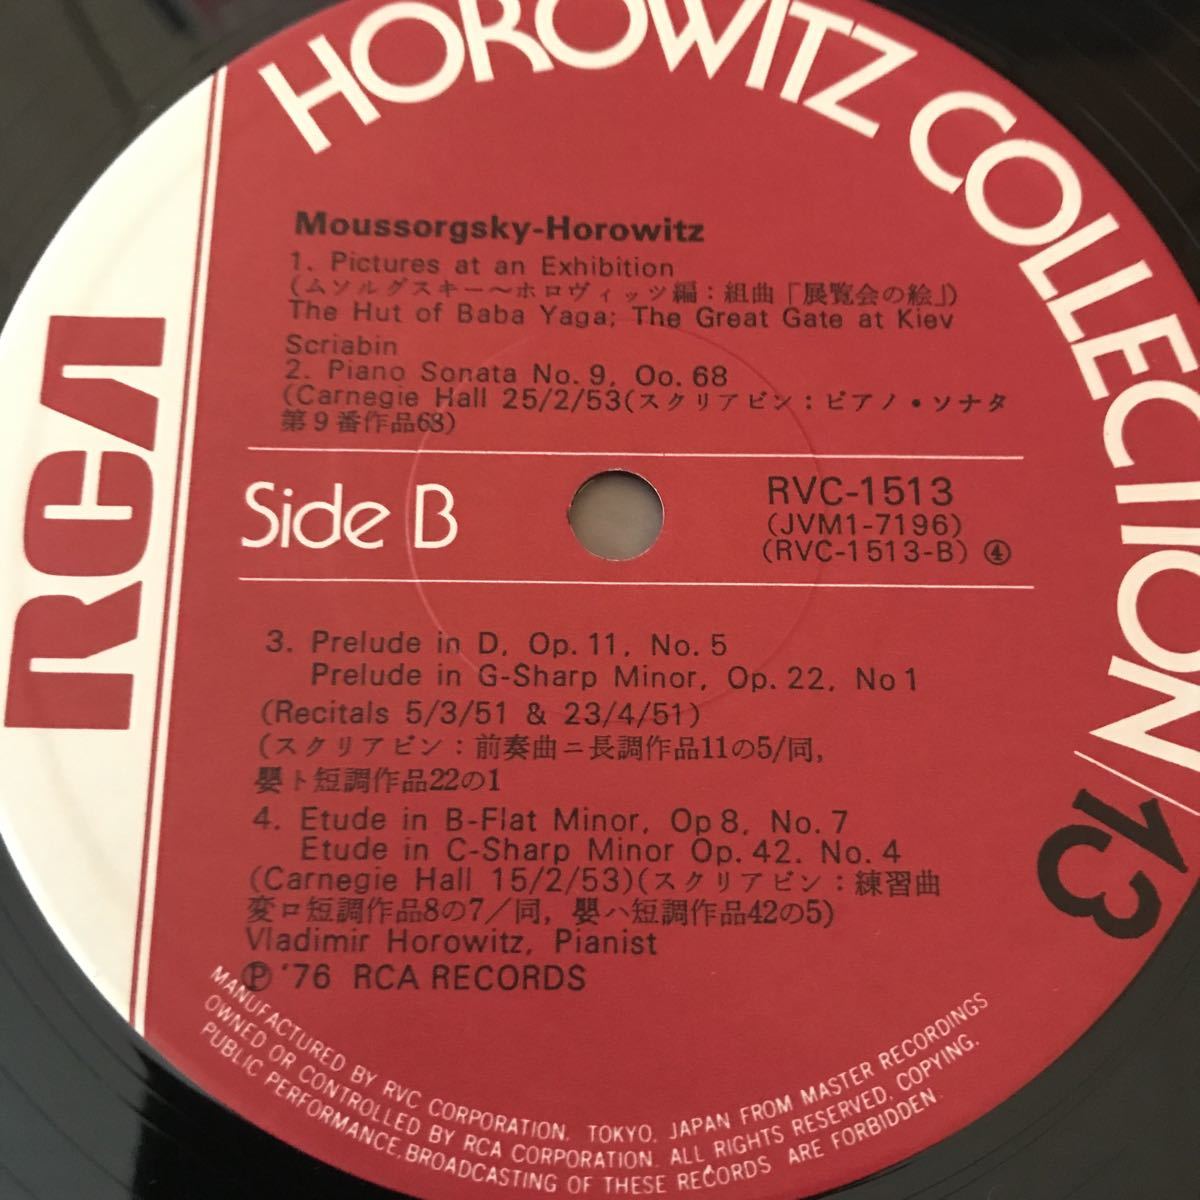 HOROWITZ COLLECTION/13
RCA
Moussorgsky-Horowitz
1. Pictures at an Exhibition
(ムソルグスキー〜ホロヴィッツ編：組曲「展覧会の絵」)
The Hut of Baba Yaga; The Great Gate at Kiev
Scriabin
2. Piano Sonata No. 9, Oo. 68
(Carnegie Hall 25/2/53(スクリアビン：ピアノ・ソナタ
第9番作品68)
Side B
RVC-1513
(JVM1-7196)
(RVC-1513-B) ④
3. Prelude in D, Op. 11, No. 5
Prelude in G-Sharp Minor, Op. 22, No 1
(Recitals 5/3/51 & 23/4/51)
(スクリアビン：前奏曲ニ長調作品11の5/同,
嬰ト短調作品22の1
4. Etude in B-Flat Minor, Op 8, No. 7
Etude in C-Sharp Minor Op. 42. No. 4
(Carnegie Hall 15/2/53)(スクリアビン：練習曲
変ロ短調作品8の7/同, 嬰ハ短調作品42の5)
Vladimir Horowitz, Pianist
Ⓟ '76 RCA RECORDS
MANUFACTURED BY RVC CORPORATION, TOKYO, JAPAN FROM MASTER RECORDINGS
OWNED OR CONTROLLED BY RCA CORPORATION. ALL RIGHTS RESERVED, COPYING,
PUBLIC PERFORMANCE, BROADCASTING OF THESE RECORDS ARE FORBIDDEN.